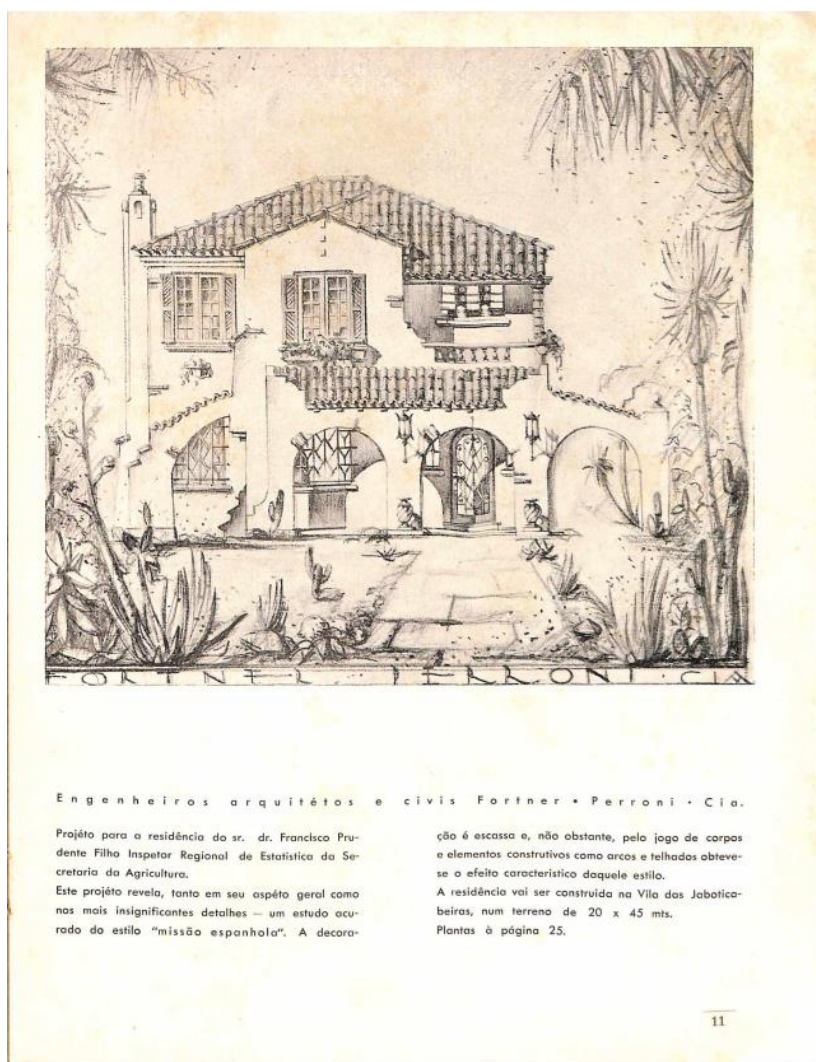 FORTNER PERRONI · CIA
Engenheiros arquitétos e civis Fortner • Perroni • Cia.
Projéto para a residência do sr. dr. Francisco Pru-
dente Filho Inspetor Regional de Estatistica da Se-
cretaria da Agricultura.
Este projéto revela, tanto em seu aspéto geral como
nos mais insignificantes detalhes — um estudo acu-
rado do estilo "missão espanhola". A decora-
ção é escassa e, não obstante, pelo jogo de corpos
e elementos construtivos como arcos e telhados obteve-
se o efeito caracteristico daquele estilo.
A residência vai ser construida na Vila das Jabotica-
beiras, num terreno de 20 x 45 mts.
Plantas à página 25.
11